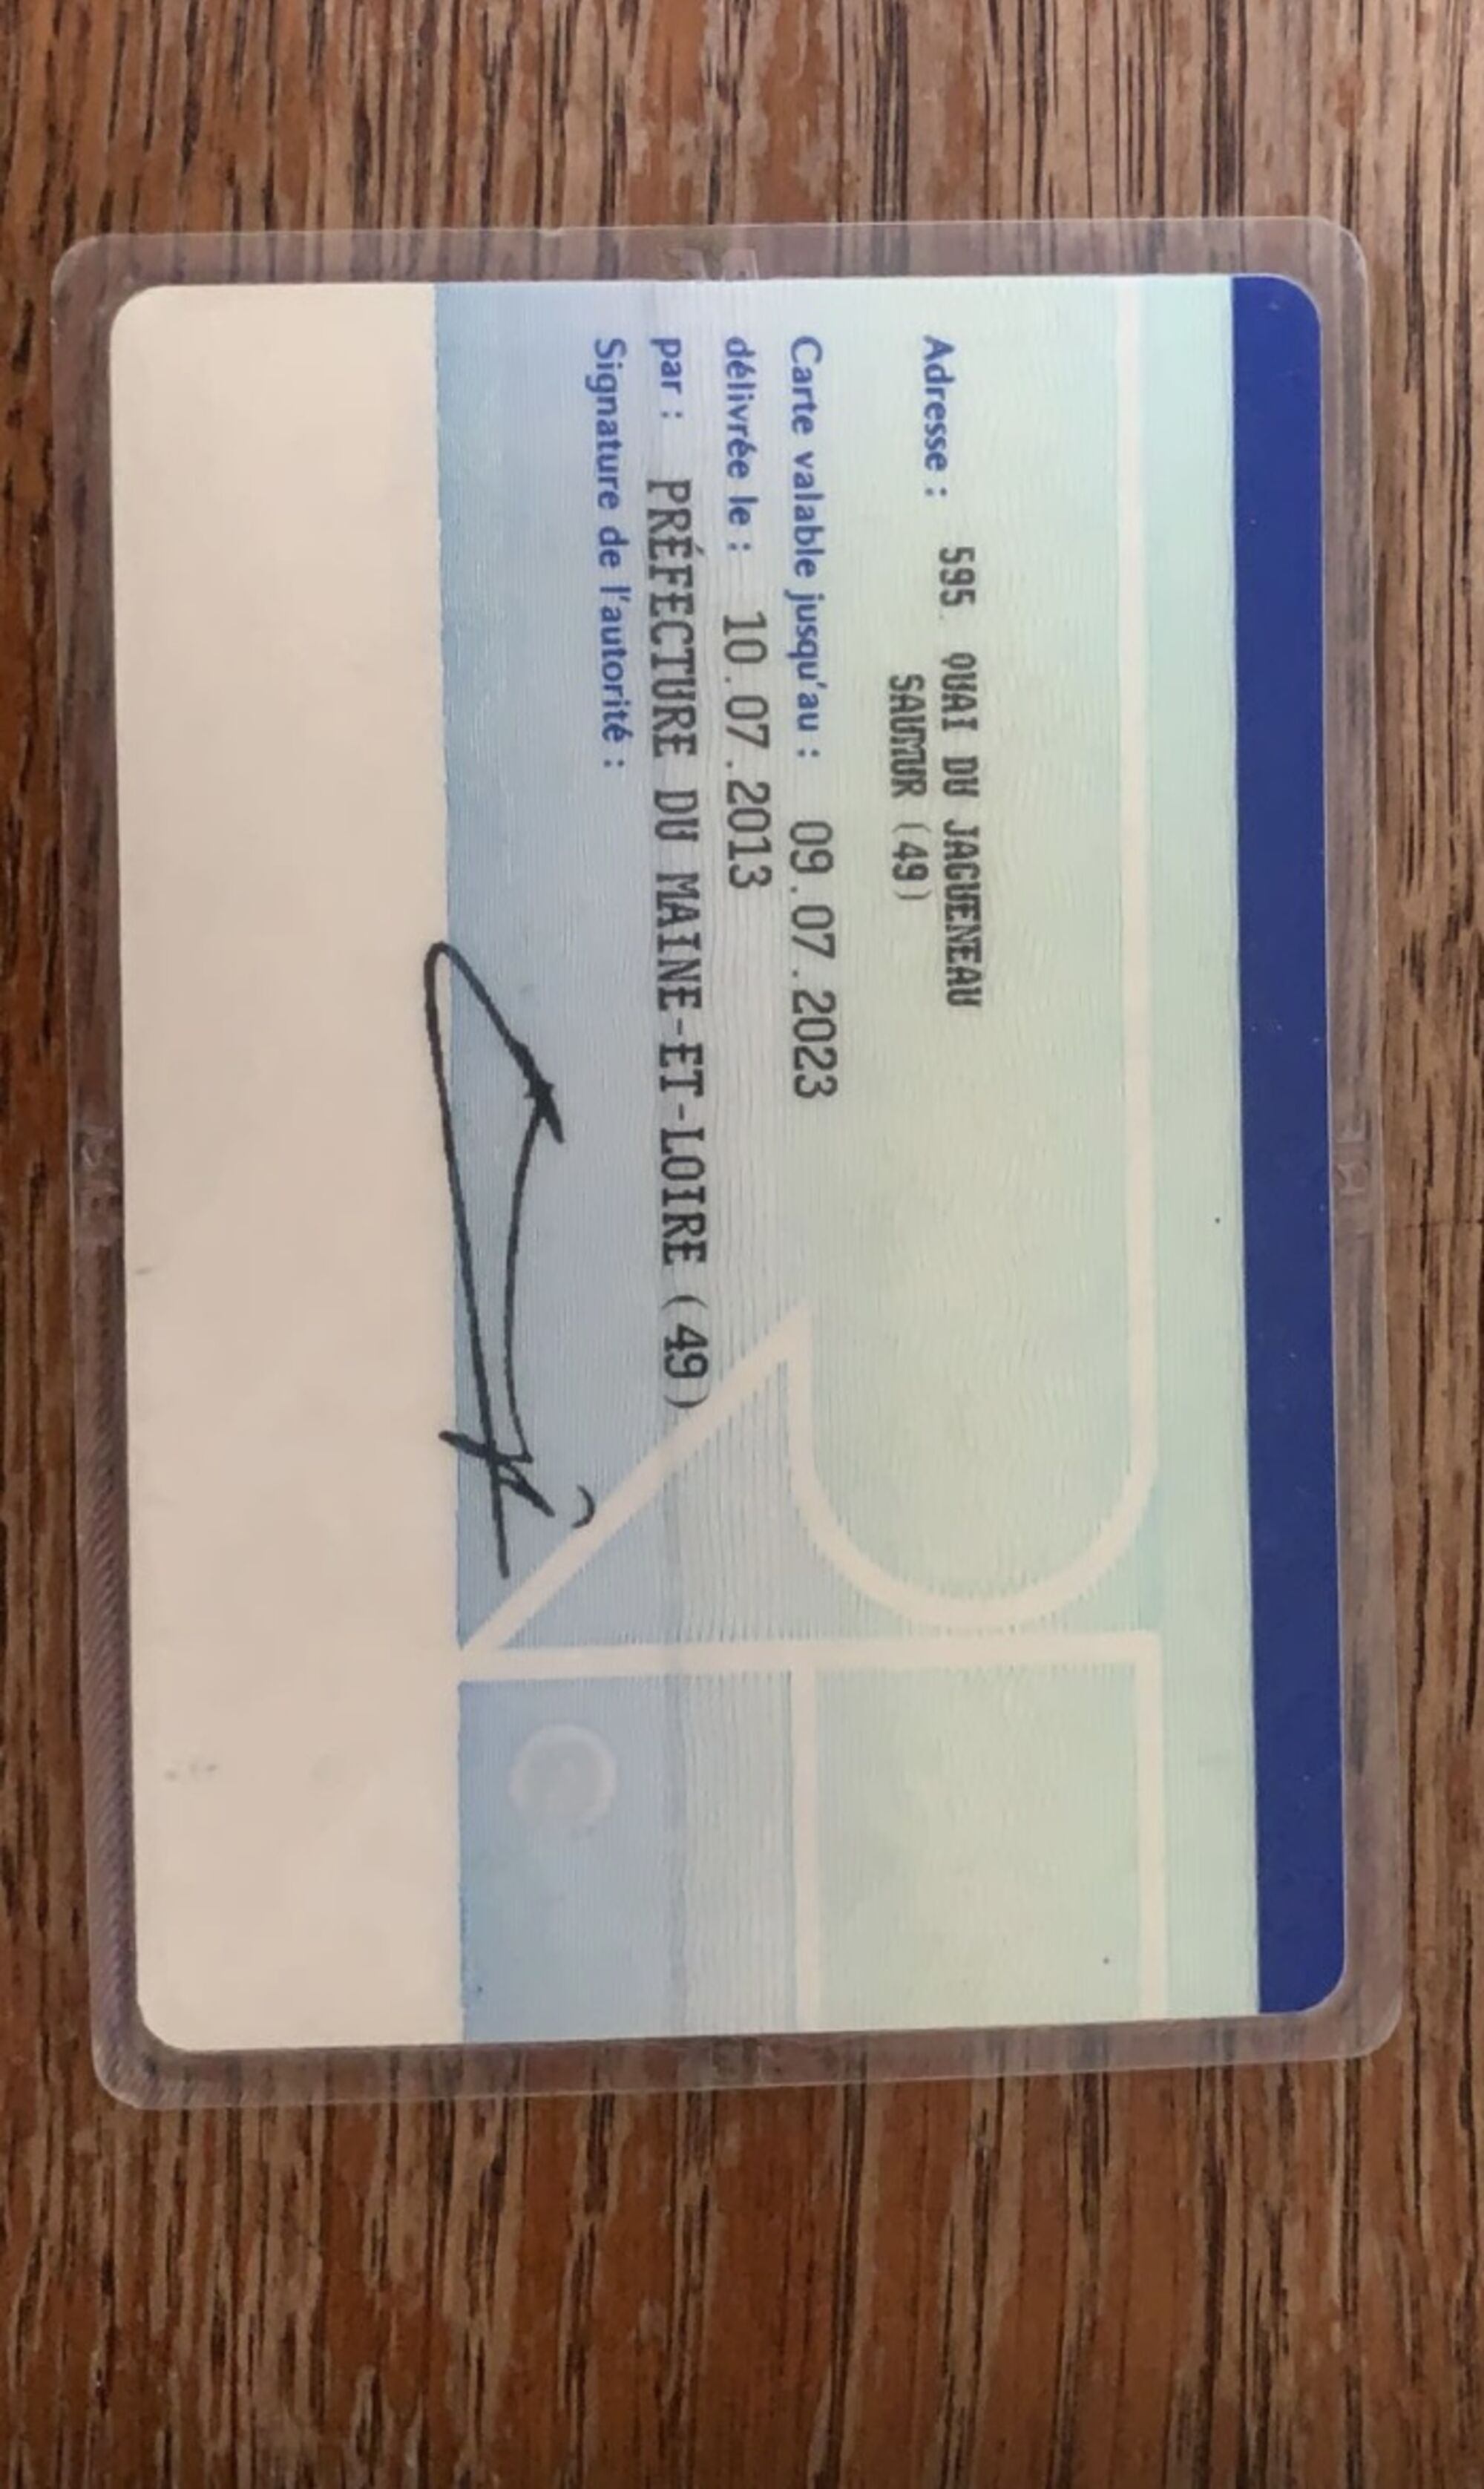 Adresse : 595 QUAI DU JAGUENEAU
SAUMUR (49)
Carte valable jusqu'au : 09.07.2023
délivrée le : 10.07.2013
par : PRÉFECTURE DU MAINE-ET-LOIRE (49)
Signature de l'autorité :